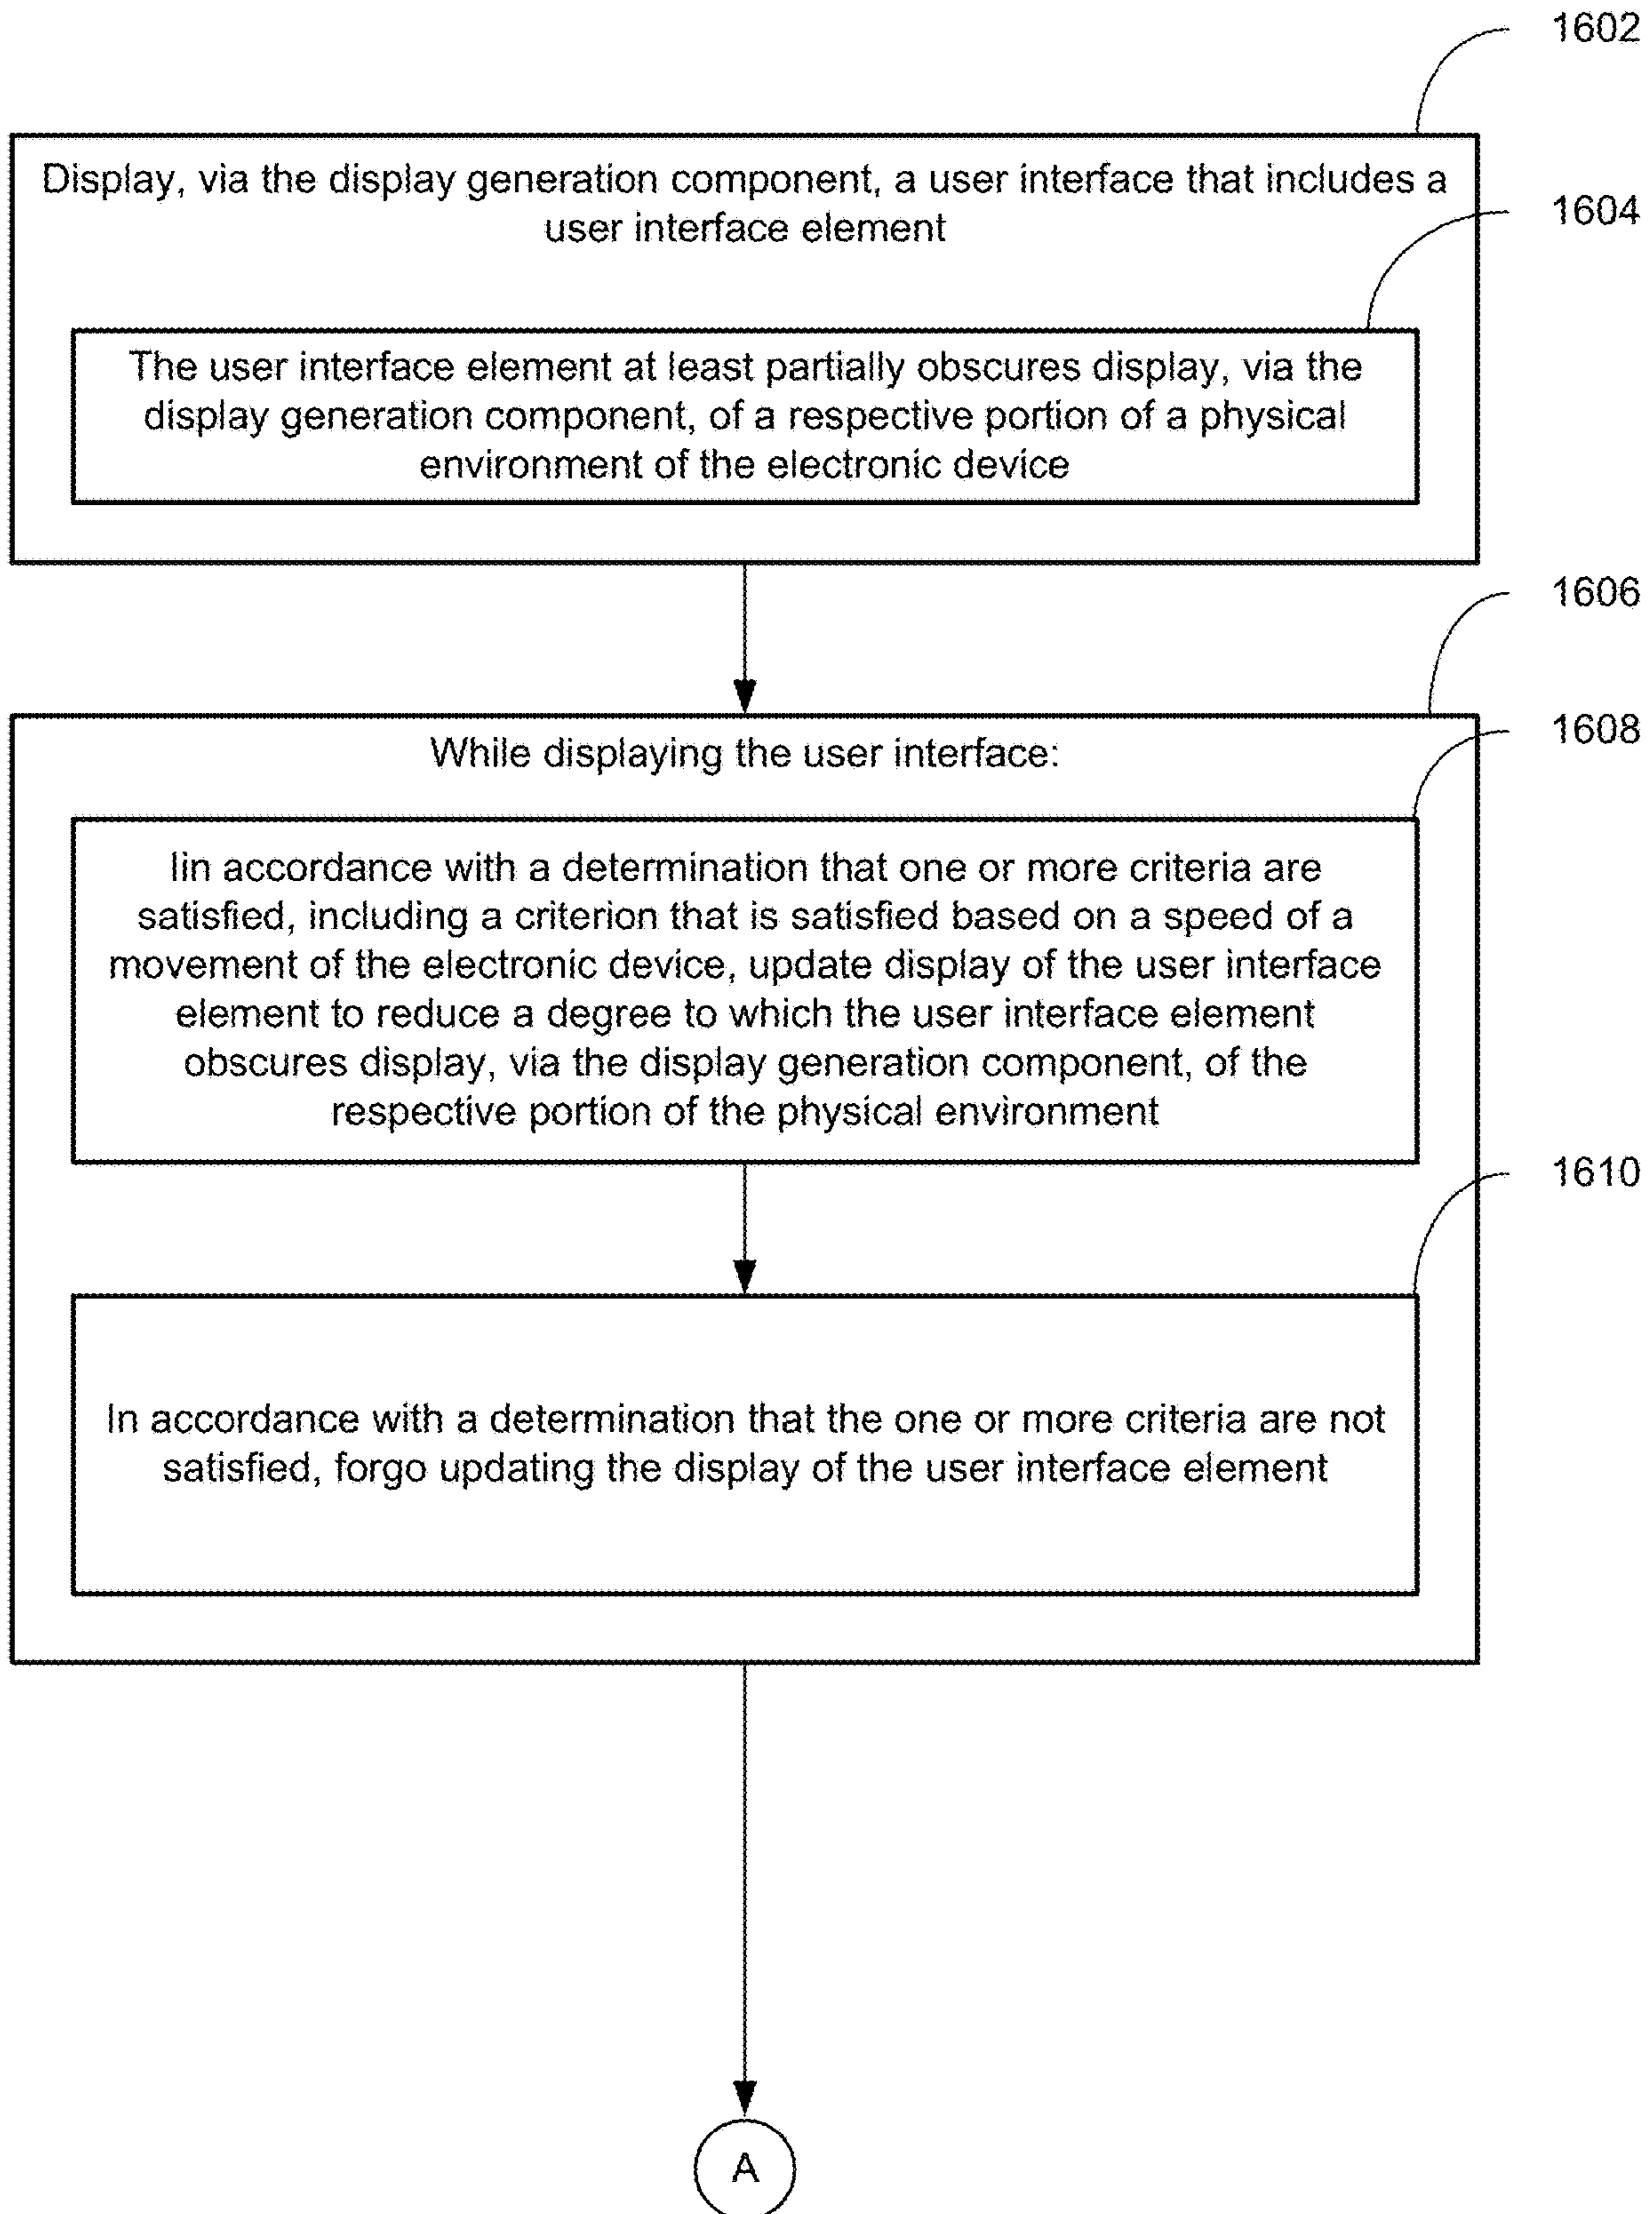 1602
Display, via the display generation component, a user interface that includes a
user interface element
1604
The user interface element at least partially obscures display, via the
display generation component, of a respective portion of a physical
environment of the electronic device
1606
While displaying the user interface:
1608
Iin accordance with a determination that one or more criteria are
satisfied, including a criterion that is satisfied based on a speed of a
movement of the electronic device, update display of the user interface
element to reduce a degree to which the user interface element
obscures display, via the display generation component, of the
respective portion of the physical environment
1610
In accordance with a determination that the one or more criteria are not
satisfied, forgo updating the display of the user interface element
A